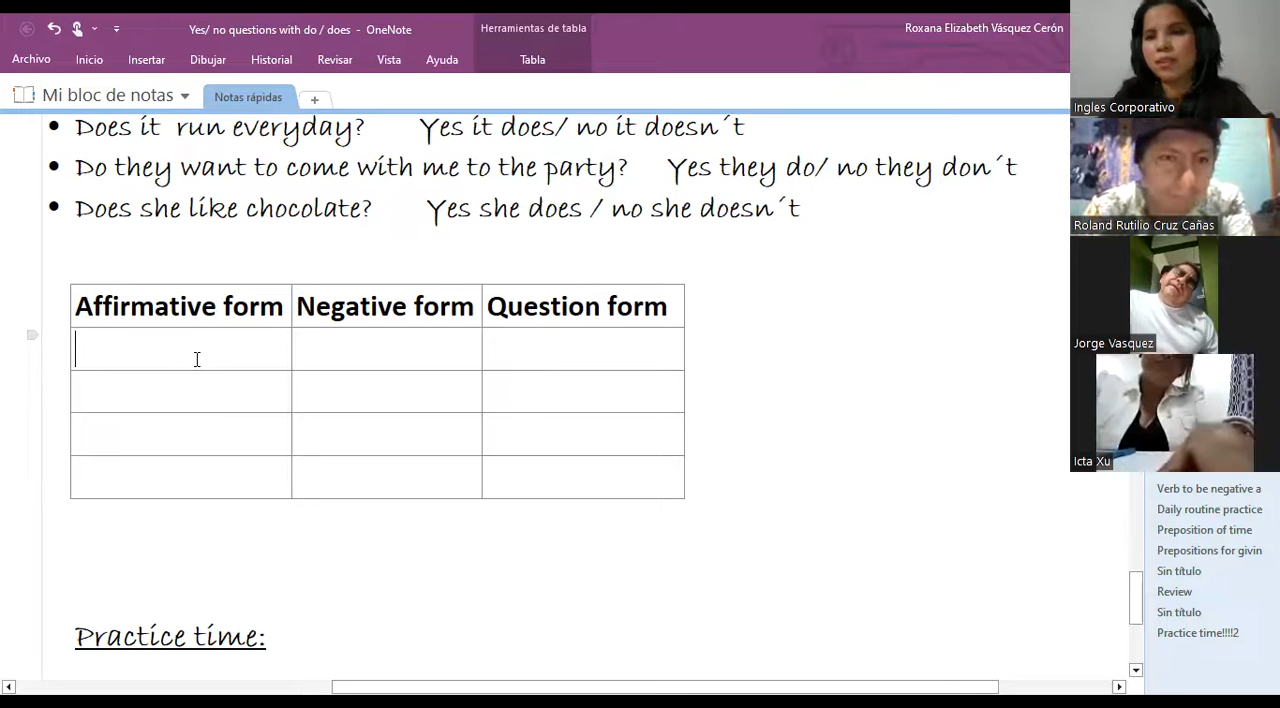 Yes/ no questions with do / does - OneNote
Herramientas de tabla
Roxana Elizabeth Vásquez Cerón
Archivo Inicio Insertar Dibujar Historial Revisar Vista Ayuda Tabla
Mi bloc de notas Notas rápidas
Ingles Corporativo
• Does it run everyday? Yes it does/ no it doesn´t
• Do they want to come with me to the party? Yes they do/ no they don´t
• Does she like chocolate? Yes she does / no she doesn´t
Roland Rutilio Cruz Cañas
Affirmative form Negative form Question form
Jorge Vasquez
Icta Xu
Verb to be negative a
Daily routine practice
Preposition of time
Prepositions for givin
Sin título
Review
Sin título
Practice time!!!!2
Practice time: